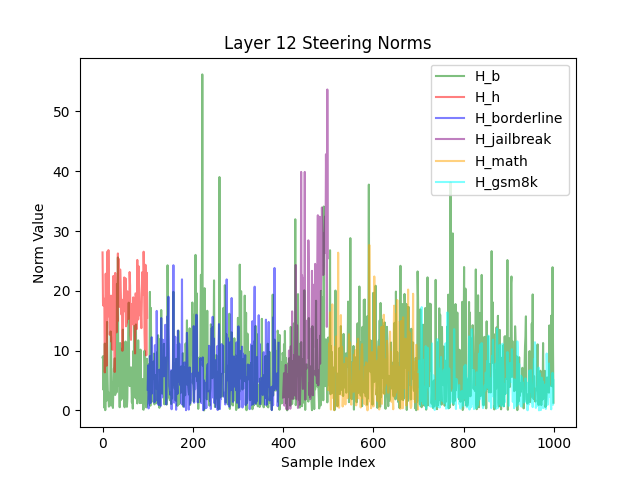 Layer 12 Steering Norms
H_b
H_h
H_borderline
H_jailbreak
H_math
H_gsm8k
Norm Value
50
40
30
20
10
0
0 200 400 600 800 1000
Sample Index